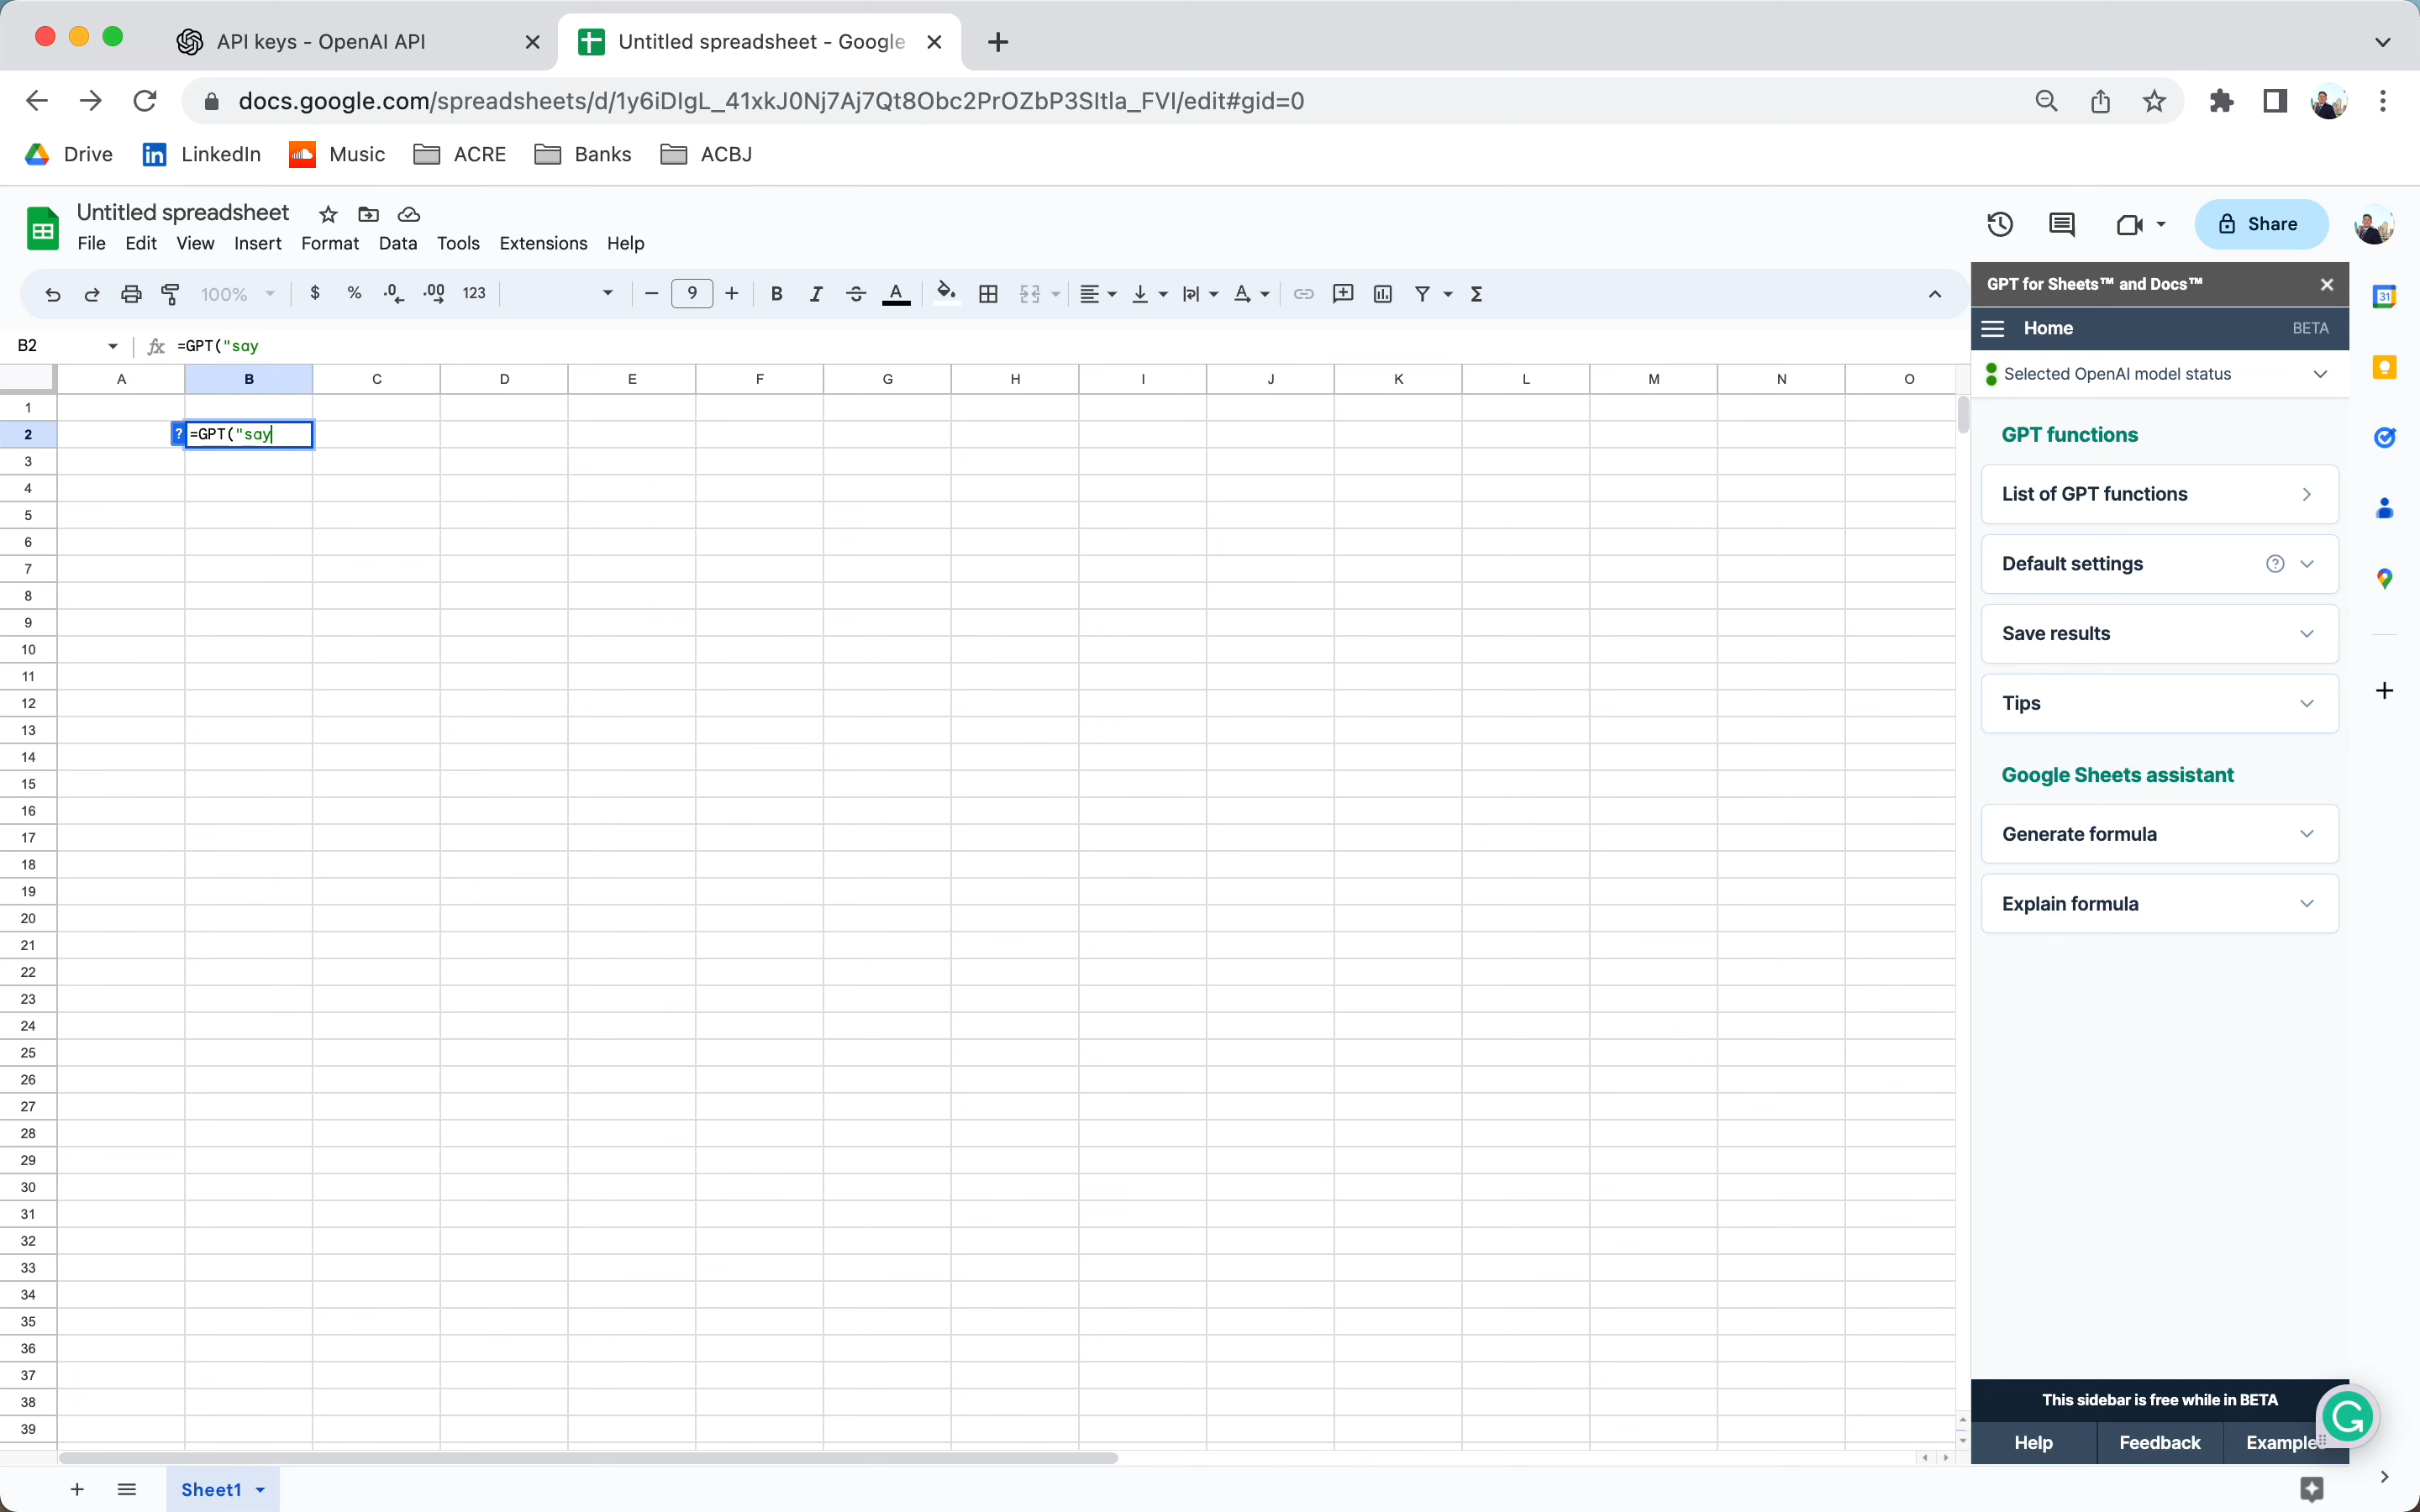 API keys - OpenAI API
Untitled spreadsheet - Google
docs.google.com/spreadsheets/d/1y6iDIgL_41xkJ0Nj7Aj7Qt8Obc2PrOZbP3SItla_FVI/edit#gid=0
Drive LinkedIn Music ACRE Banks ACBJ
Untitled spreadsheet
File Edit View Insert Format Data Tools Extensions Help
Share
100% $ % .0 .00 123 9 B I A Σ
B2 fx =GPT("say
A B C D E F G H I J K L M N O
1
2 ? =GPT("say
3
4
5
6
7
8
9
10
11
12
13
14
15
16
17
18
19
20
21
22
23
24
25
26
27
28
29
30
31
32
33
34
35
36
37
38
39
GPT for Sheets™ and Docs™
Home BETA
Selected OpenAI model status
GPT functions
List of GPT functions
Default settings ?
Save results
Tips
Google Sheets assistant
Generate formula
Explain formula
This sidebar is free while in BETA
Help Feedback Example
31
Sheet1